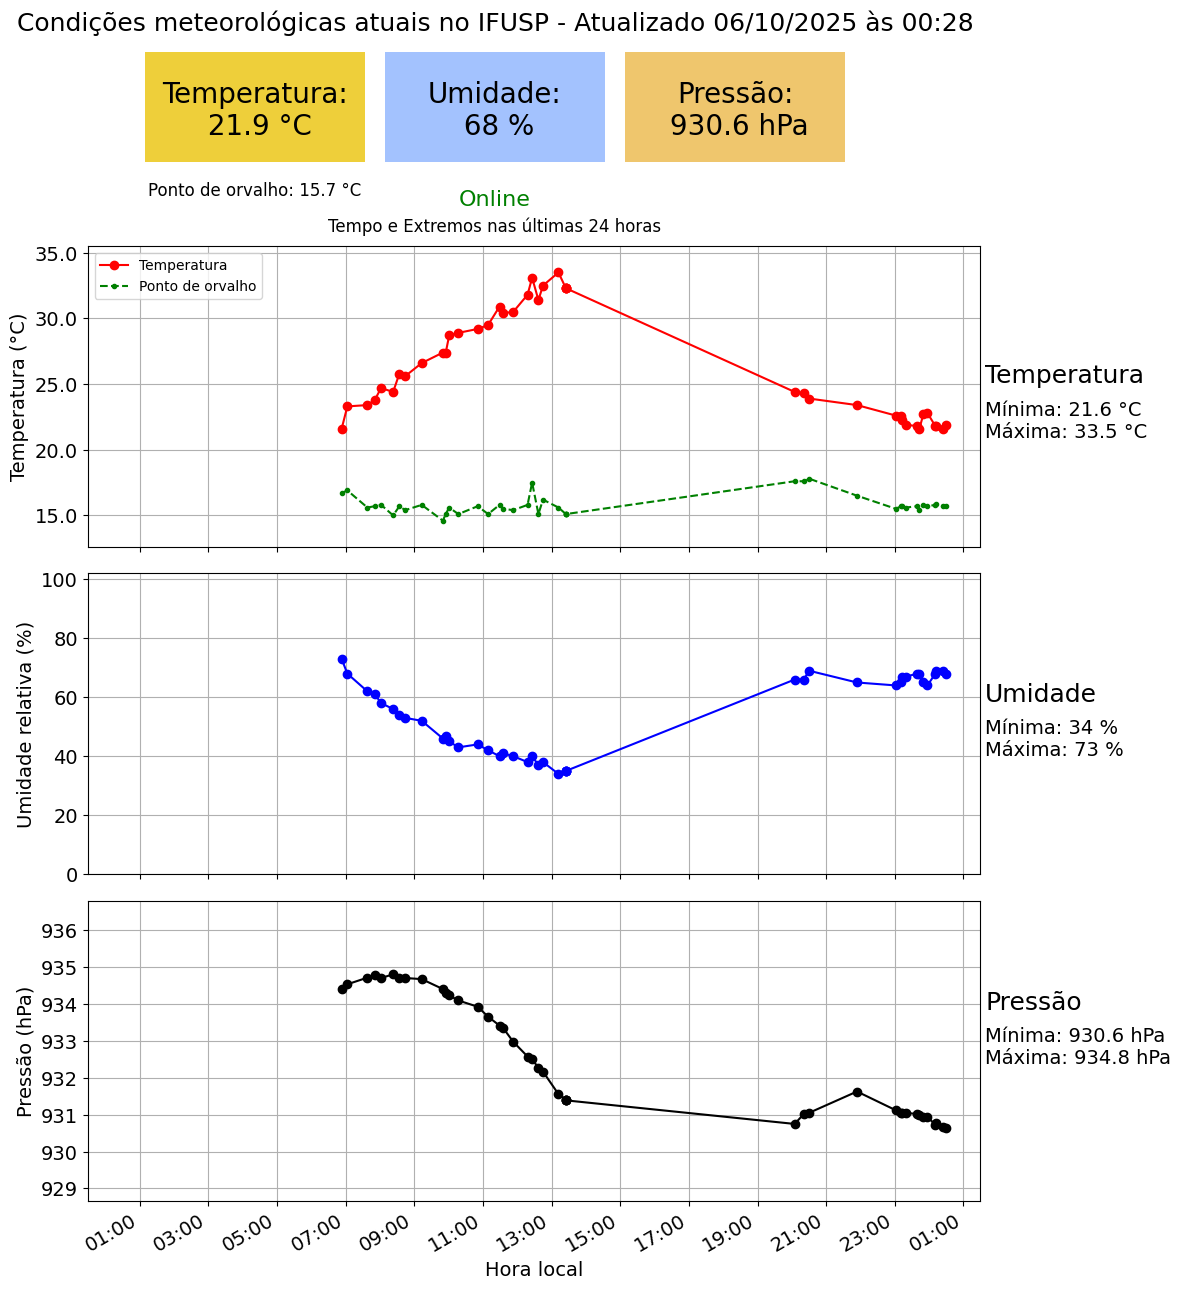 Condições meteorológicas atuais no IFUSP - Atualizado 06/10/2025 às 00:28
Temperatura:
21.9 °C
Umidade:
68 %
Pressão:
930.6 hPa
Ponto de orvalho: 15.7 °C
Online
Tempo e Extremos nas últimas 24 horas
Temperatura (°C)
35.0
30.0
25.0
20.0
15.0
Temperatura
Ponto de orvalho
Temperatura
Mínima: 21.6 °C
Máxima: 33.5 °C
Umidade relativa (%)
100
80
60
40
20
0
Umidade
Mínima: 34 %
Máxima: 73 %
Pressão (hPa)
936
935
934
933
932
931
930
929
Pressão
Mínima: 930.6 hPa
Máxima: 934.8 hPa
01:00 03:00 05:00 07:00 09:00 11:00 13:00 15:00 17:00 19:00 21:00 23:00 01:00
Hora local